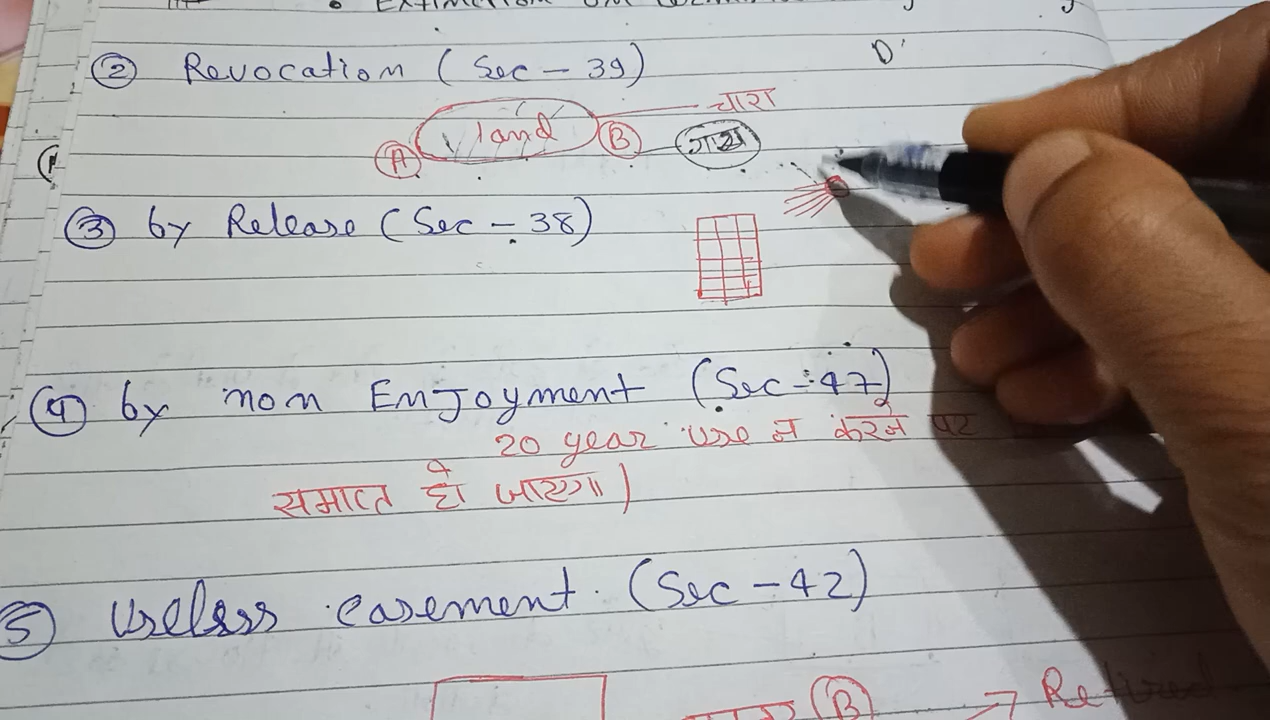 ② Revocation (Sec - 39)
D'
चारा
A land B गाय
③ by Release (Sec - 38)
④ by non Enjoyment (Sec - 47)
20 year use न करने पर
समाप्त हो जाएगा।
⑤ Useless easement. (Sec - 42)
B → Retired